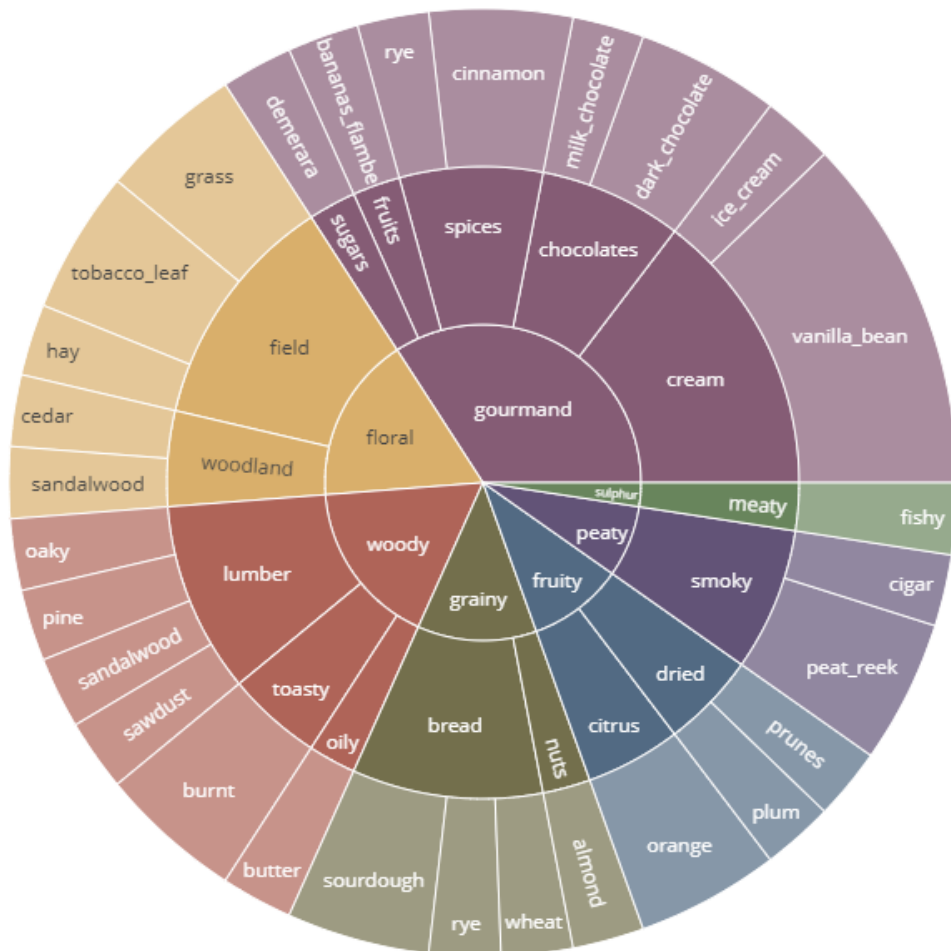 bananas_flambe
rye
cinnamon
milk_chocolate
dark_chocolate
demerara
ice_cream
grass
sugars
fruits
spices
chocolates
tobacco_leaf
vanilla_bean
hay
field
cream
gourmand
cedar
floral
woodland
sandalwood
sulphur
meaty
fishy
oaky
woody
peaty
lumber
fruity
smoky
cigar
pine
grainy
sandalwood
dried
peat_reek
toasty
sawdust
oily
bread
nuts
citrus
prunes
burnt
plum
butter
sourdough
almond
orange
rye
wheat